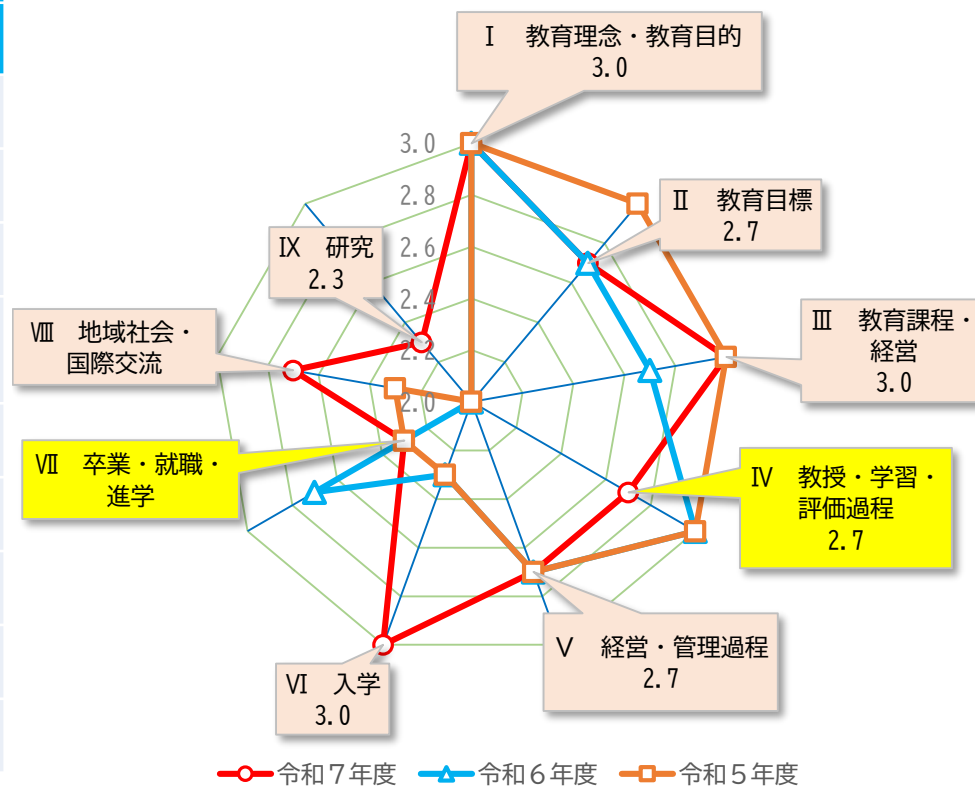 Ⅰ 教育理念・教育目的
3.0
3.0
2.8
2.6
2.4
2.2
2.0
Ⅱ 教育目標
2.7
Ⅲ 教育課程・
経営
3.0
Ⅳ 教授・学習・
評価過程
2.7
Ⅴ 経営・管理過程
2.7
Ⅵ 入学
3.0
Ⅶ 卒業・就職・
進学
Ⅷ 地域社会・
国際交流
Ⅸ 研究
2.3
令和７年度 令和６年度 令和５年度